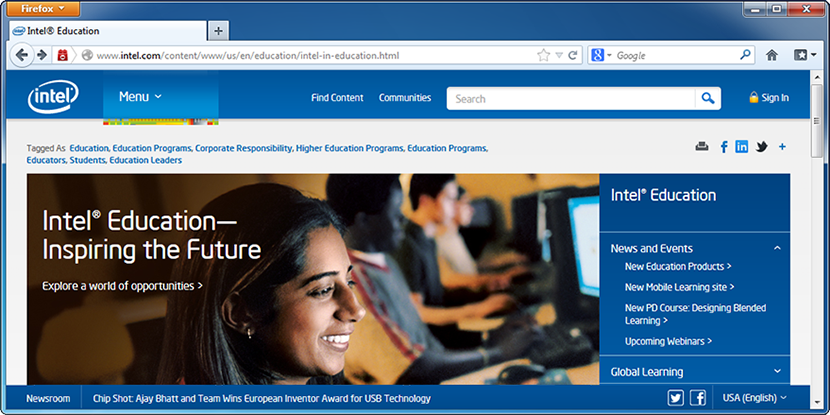 Firefox
Intel® Education
www.intel.com/content/www/us/en/education/intel-in-education.html
Google
intel
Menu
Find Content
Communities
Search
Sign In
Tagged As Education, Education Programs, Corporate Responsibility, Higher Education Programs, Education Programs,
Educators, Students, Education Leaders
Intel® Education—
Inspiring the Future
Explore a world of opportunities >
Intel® Education
News and Events
New Education Products >
New Mobile Learning site >
New PD Course: Designing Blended
Learning >
Upcoming Webinars >
Global Learning
Newsroom
Chip Shot: Ajay Bhatt and Team Wins European Inventor Award for USB Technology
USA (English)